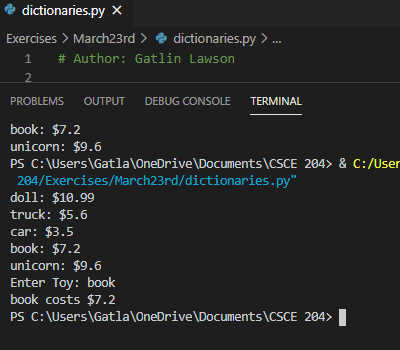 dictionaries.py ×
Exercises > March23rd > dictionaries.py > ...
1 # Author: Gatlin Lawson
2
PROBLEMS OUTPUT DEBUG CONSOLE TERMINAL
book: $7.2
unicorn: $9.6
PS C:\Users\Gatla\OneDrive\Documents\CSCE 204> & C:/User
204/Exercises/March23rd/dictionaries.py"
doll: $10.99
truck: $5.6
car: $3.5
book: $7.2
unicorn: $9.6
Enter Toy: book
book costs $7.2
PS C:\Users\Gatla\OneDrive\Documents\CSCE 204>